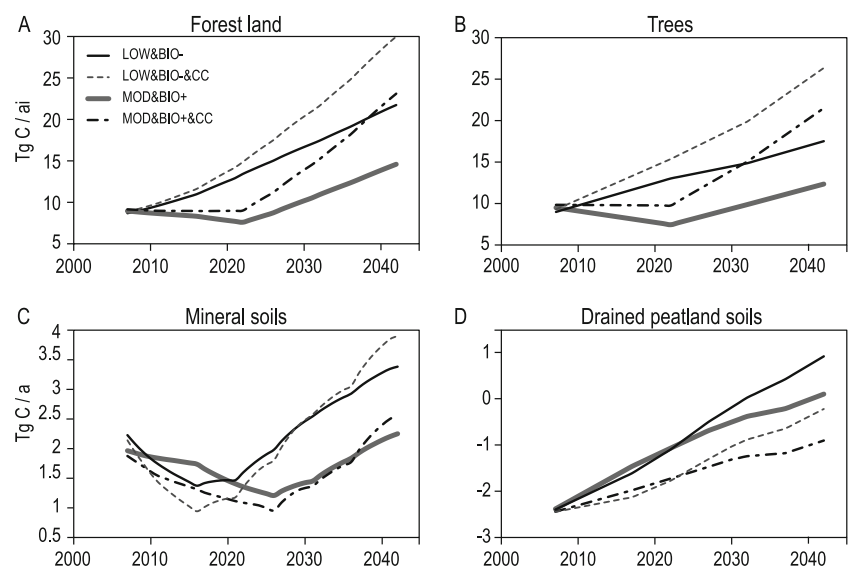 A Forest land
30
25
20
15
10
5
Tg C / ai
LOW&BIO-
LOW&BIO-&CC
MOD&BIO+
MOD&BIO+&CC
2000 2010 2020 2030 2040
B Trees
30
25
20
15
10
5
2000 2010 2020 2030 2040
C Mineral soils
4
3.5
3
2.5
2
1.5
1
0.5
Tg C / a
2000 2010 2020 2030 2040
D Drained peatland soils
1
0
-1
-2
-3
2000 2010 2020 2030 2040